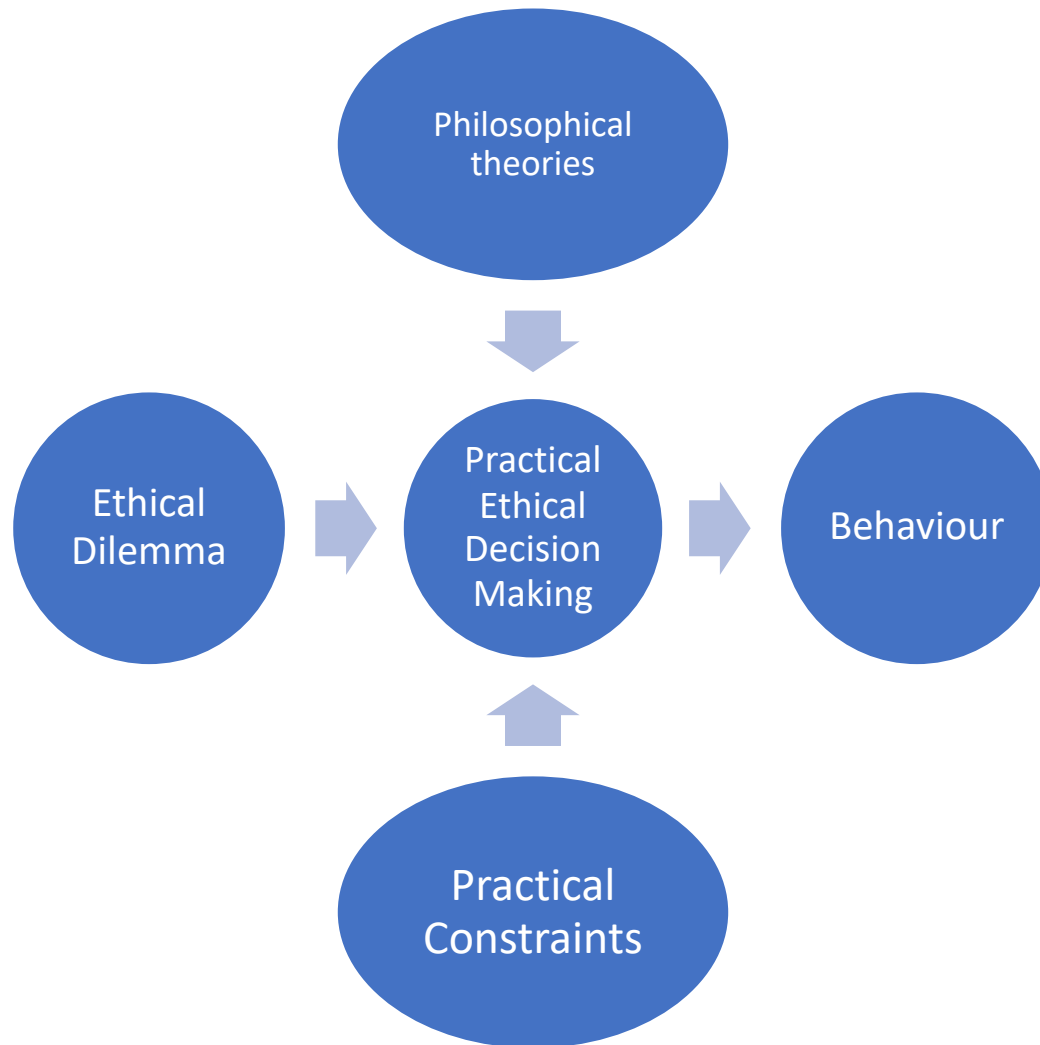 Philosophical
theories
Ethical
Dilemma
Practical
Ethical
Decision
Making
Behaviour
Practical
Constraints